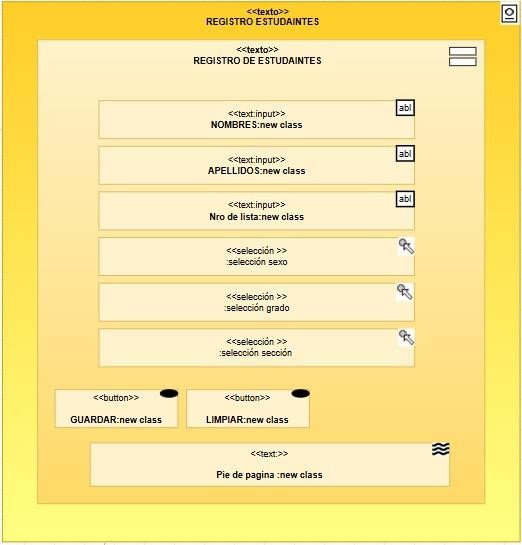 <<texto>>
REGISTRO ESTUDAINTES
<<texto>>
REGISTRO DE ESTUDAINTES
<<text:input>>
abl
NOMBRES:new class
<<text:input>>
abl
APELLIDOS:new class
<<text:input>>
abl
Nro de lista:new class
<<selección >>
:selección sexo
<<selección >>
:selección grado
<<selección >>
:selección sección
<<button>>
GUARDAR:new class
<<button>>
LIMPIAR:new class
<<text:>>
Pie de pagina :new class